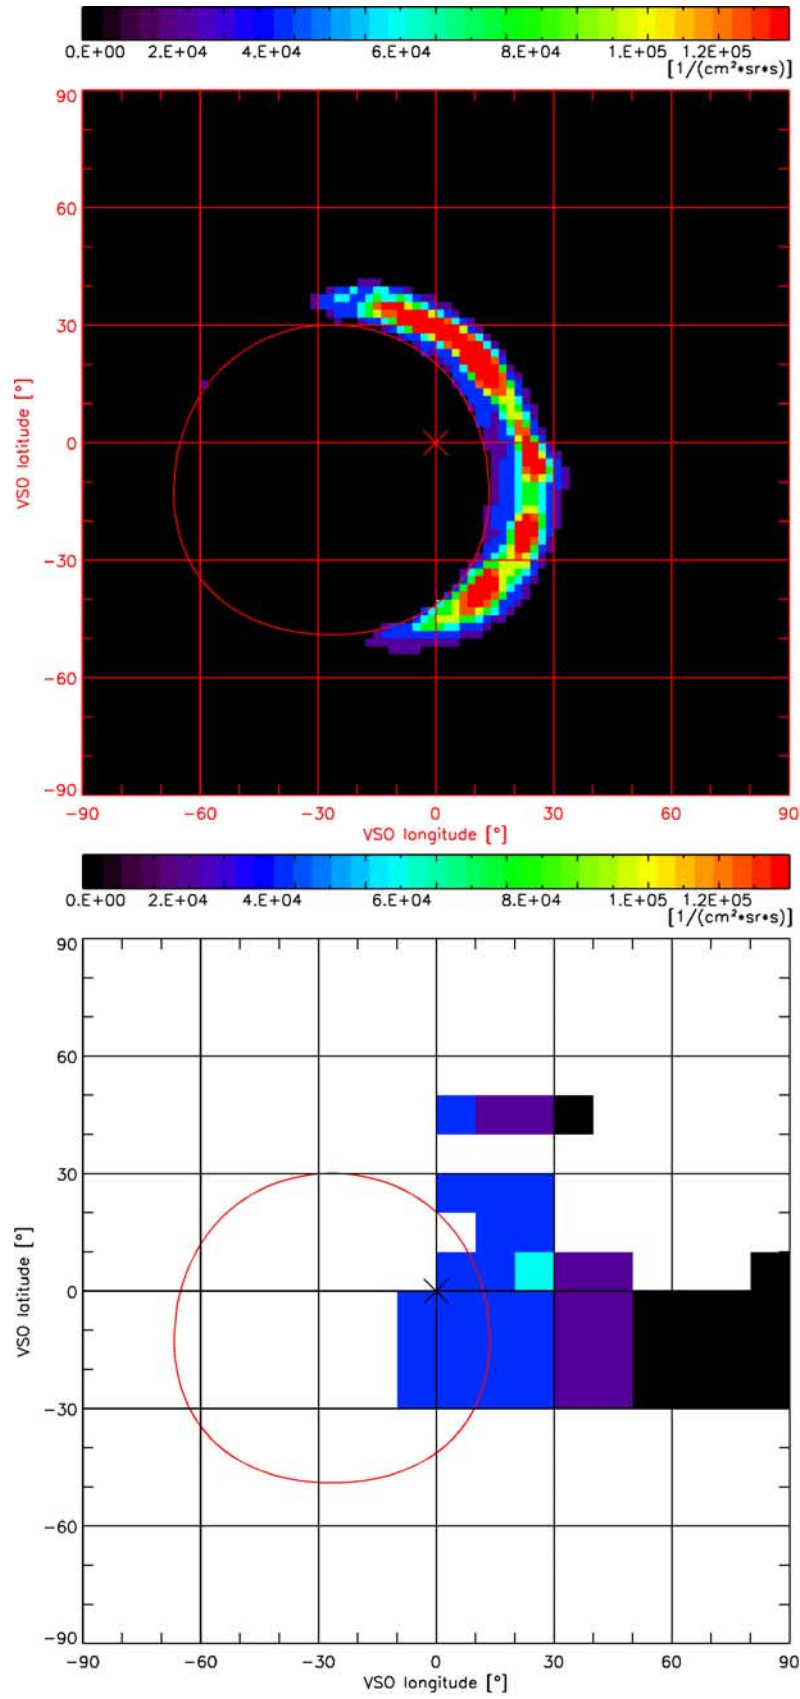 0.E+00 2.E+04 4.E+04 6.E+04 8.E+04 1.E+05 1.2E+05
[1/(cm²*sr*s)]
90
60
30
0
-30
-60
-90
VSO latitude [°]
-90 -60 -30 0 30 60 90
VSO longitude [°]
0.E+00 2.E+04 4.E+04 6.E+04 8.E+04 1.E+05 1.2E+05
[1/(cm²*sr*s)]
90
60
30
0
-30
-60
-90
VSO latitude [°]
-90 -60 -30 0 30 60 90
VSO longitude [°]